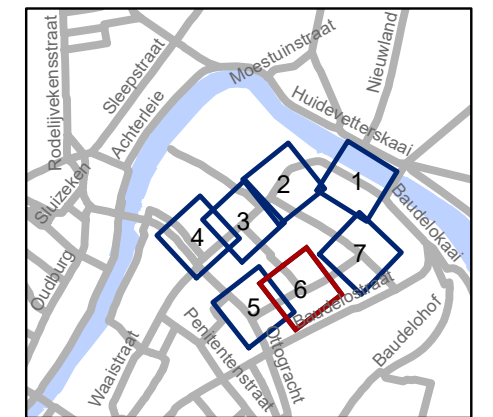 Rodelijvekensstraat
Sleepstraat
Achterleie
Moestuinstraat
Nieuwland
Huidevetterskaai
Sluizeken
Baudelokaai
Oudburg
1
2
3
4
7
6
5
Baudelostraat
Ottogracht
Penitentenstraat
Waaistraat
Baudelohof